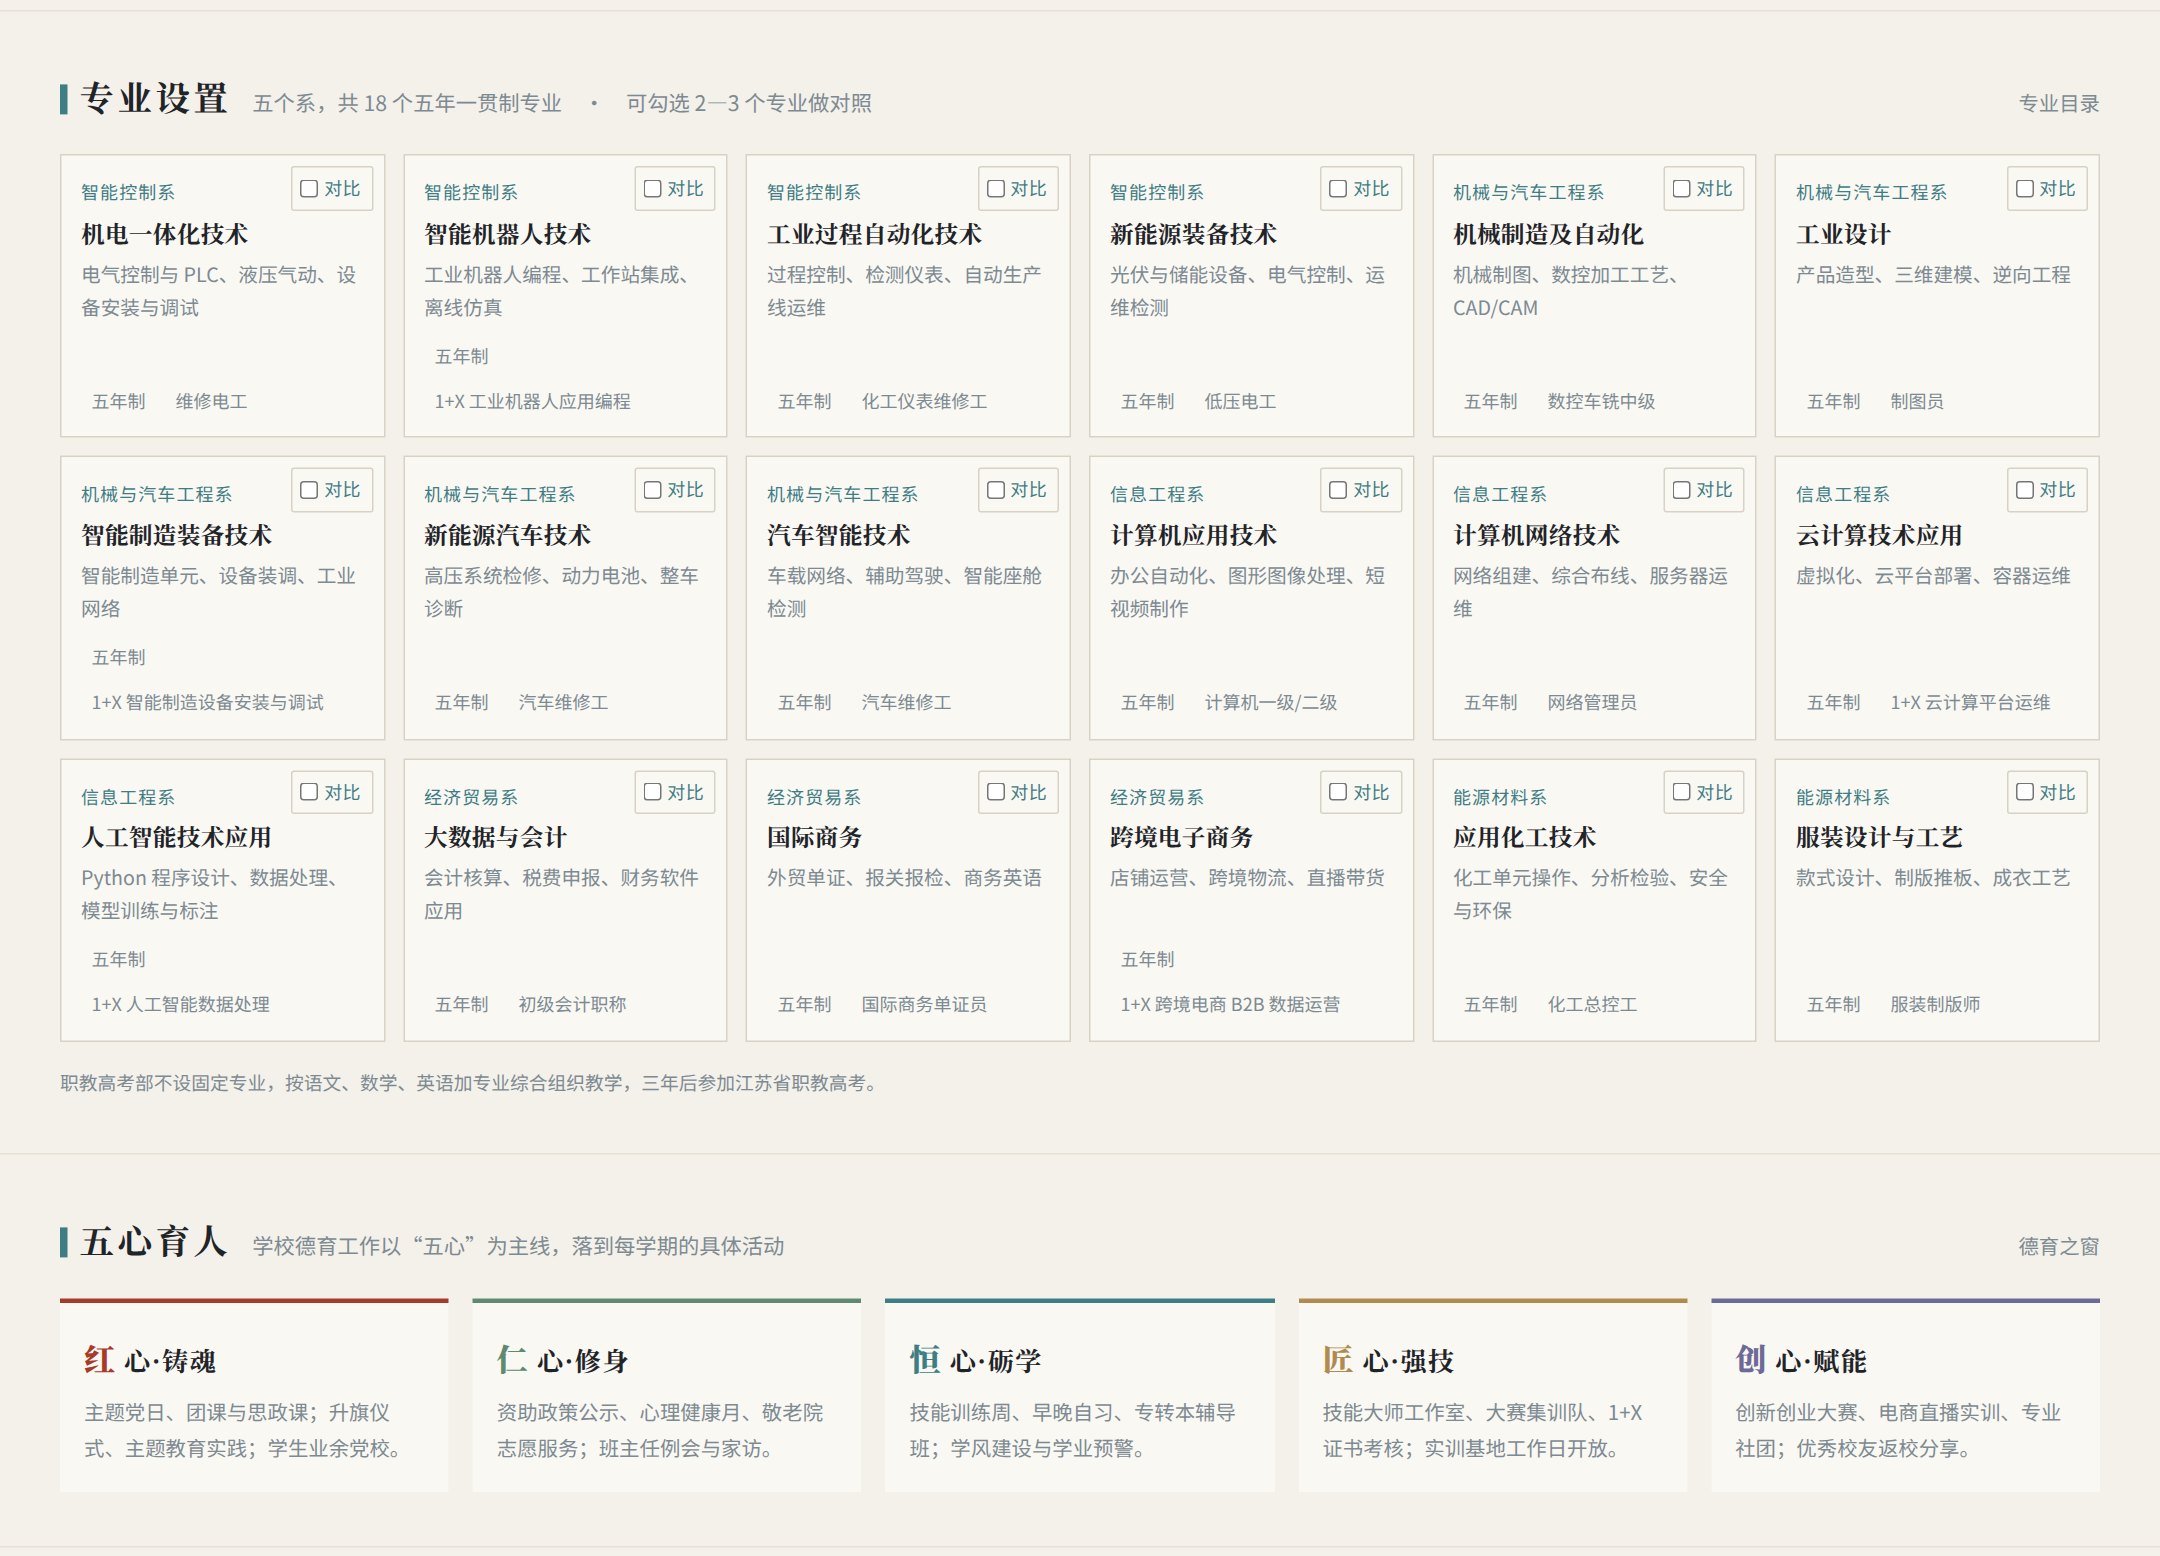 专业设置 五个系，共 18 个五年一贯制专业 · 可勾选 2—3 个专业做对照 专业目录
智能控制系 对比
机电一体化技术
电气控制与 PLC、液压气动、设
备安装与调试
五年制 维修电工
智能控制系 对比
智能机器人技术
工业机器人编程、工作站集成、
离线仿真
五年制
1+X 工业机器人应用编程
智能控制系 对比
工业过程自动化技术
过程控制、检测仪表、自动生产
线运维
五年制 化工仪表维修工
智能控制系 对比
新能源装备技术
光伏与储能设备、电气控制、运
维检测
五年制 低压电工
机械与汽车工程系 对比
机械制造及自动化
机械制图、数控加工工艺、
CAD/CAM
五年制 数控车铣中级
机械与汽车工程系 对比
工业设计
产品造型、三维建模、逆向工程
五年制 制图员
机械与汽车工程系 对比
智能制造装备技术
智能制造单元、设备装调、工业
网络
五年制
1+X 智能制造设备安装与调试
机械与汽车工程系 对比
新能源汽车技术
高压系统检修、动力电池、整车
诊断
五年制 汽车维修工
机械与汽车工程系 对比
汽车智能技术
车载网络、辅助驾驶、智能座舱
检测
五年制 汽车维修工
信息工程系 对比
计算机应用技术
办公自动化、图形图像处理、短
视频制作
五年制 计算机一级/二级
信息工程系 对比
计算机网络技术
网络组建、综合布线、服务器运
维
五年制 网络管理员
信息工程系 对比
云计算技术应用
虚拟化、云平台部署、容器运维
五年制 1+X 云计算平台运维
信息工程系 对比
人工智能技术应用
Python 程序设计、数据处理、
模型训练与标注
五年制
1+X 人工智能数据处理
经济贸易系 对比
大数据与会计
会计核算、税费申报、财务软件
应用
五年制 初级会计职称
经济贸易系 对比
国际商务
外贸单证、报关报检、商务英语
五年制 国际商务单证员
经济贸易系 对比
跨境电子商务
店铺运营、跨境物流、直播带货
五年制
1+X 跨境电商 B2B 数据运营
能源材料系 对比
应用化工技术
化工单元操作、分析检验、安全
与环保
五年制 化工总控工
能源材料系 对比
服装设计与工艺
款式设计、制版推板、成衣工艺
五年制 服装制版师
职教高考部不设固定专业，按语文、数学、英语加专业综合组织教学，三年后参加江苏省职教高考。
五心育人 学校德育工作以“五心”为主线，落到每学期的具体活动 德育之窗
红 心·铸魂
主题党日、团课与思政课；升旗仪
式、主题教育实践；学生业余党校。
仁 心·修身
资助政策公示、心理健康月、敬老院
志愿服务；班主任例会与家访。
恒 心·砺学
技能训练周、早晚自习、专转本辅导
班；学风建设与学业预警。
匠 心·强技
技能大师工作室、大赛集训队、1+X
证书考核；实训基地工作日开放。
创 心·赋能
创新创业大赛、电商直播实训、专业
社团；优秀校友返校分享。